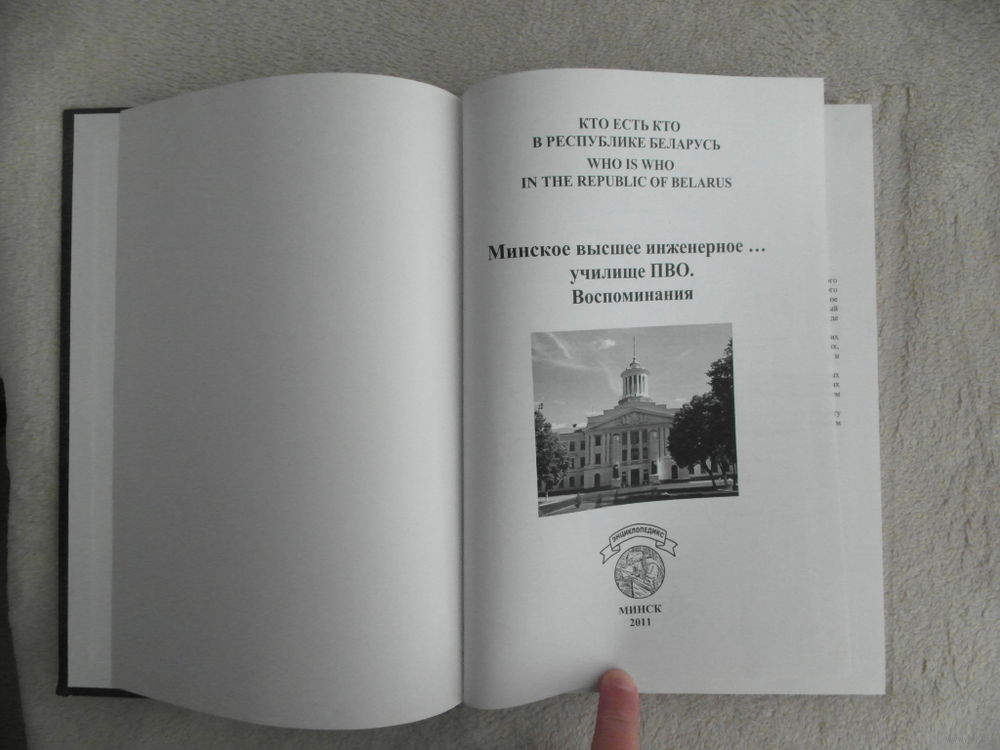 КТО ЕСТЬ КТО
В РЕСПУБЛИКЕ БЕЛАРУСЬ
WHO IS WHO
IN THE REPUBLIC OF BELARUS
Минское высшее инженерное ...
училище ПВО.
Воспоминания
ЭНЦИКЛОПЕДИКС
МИНСК
2011